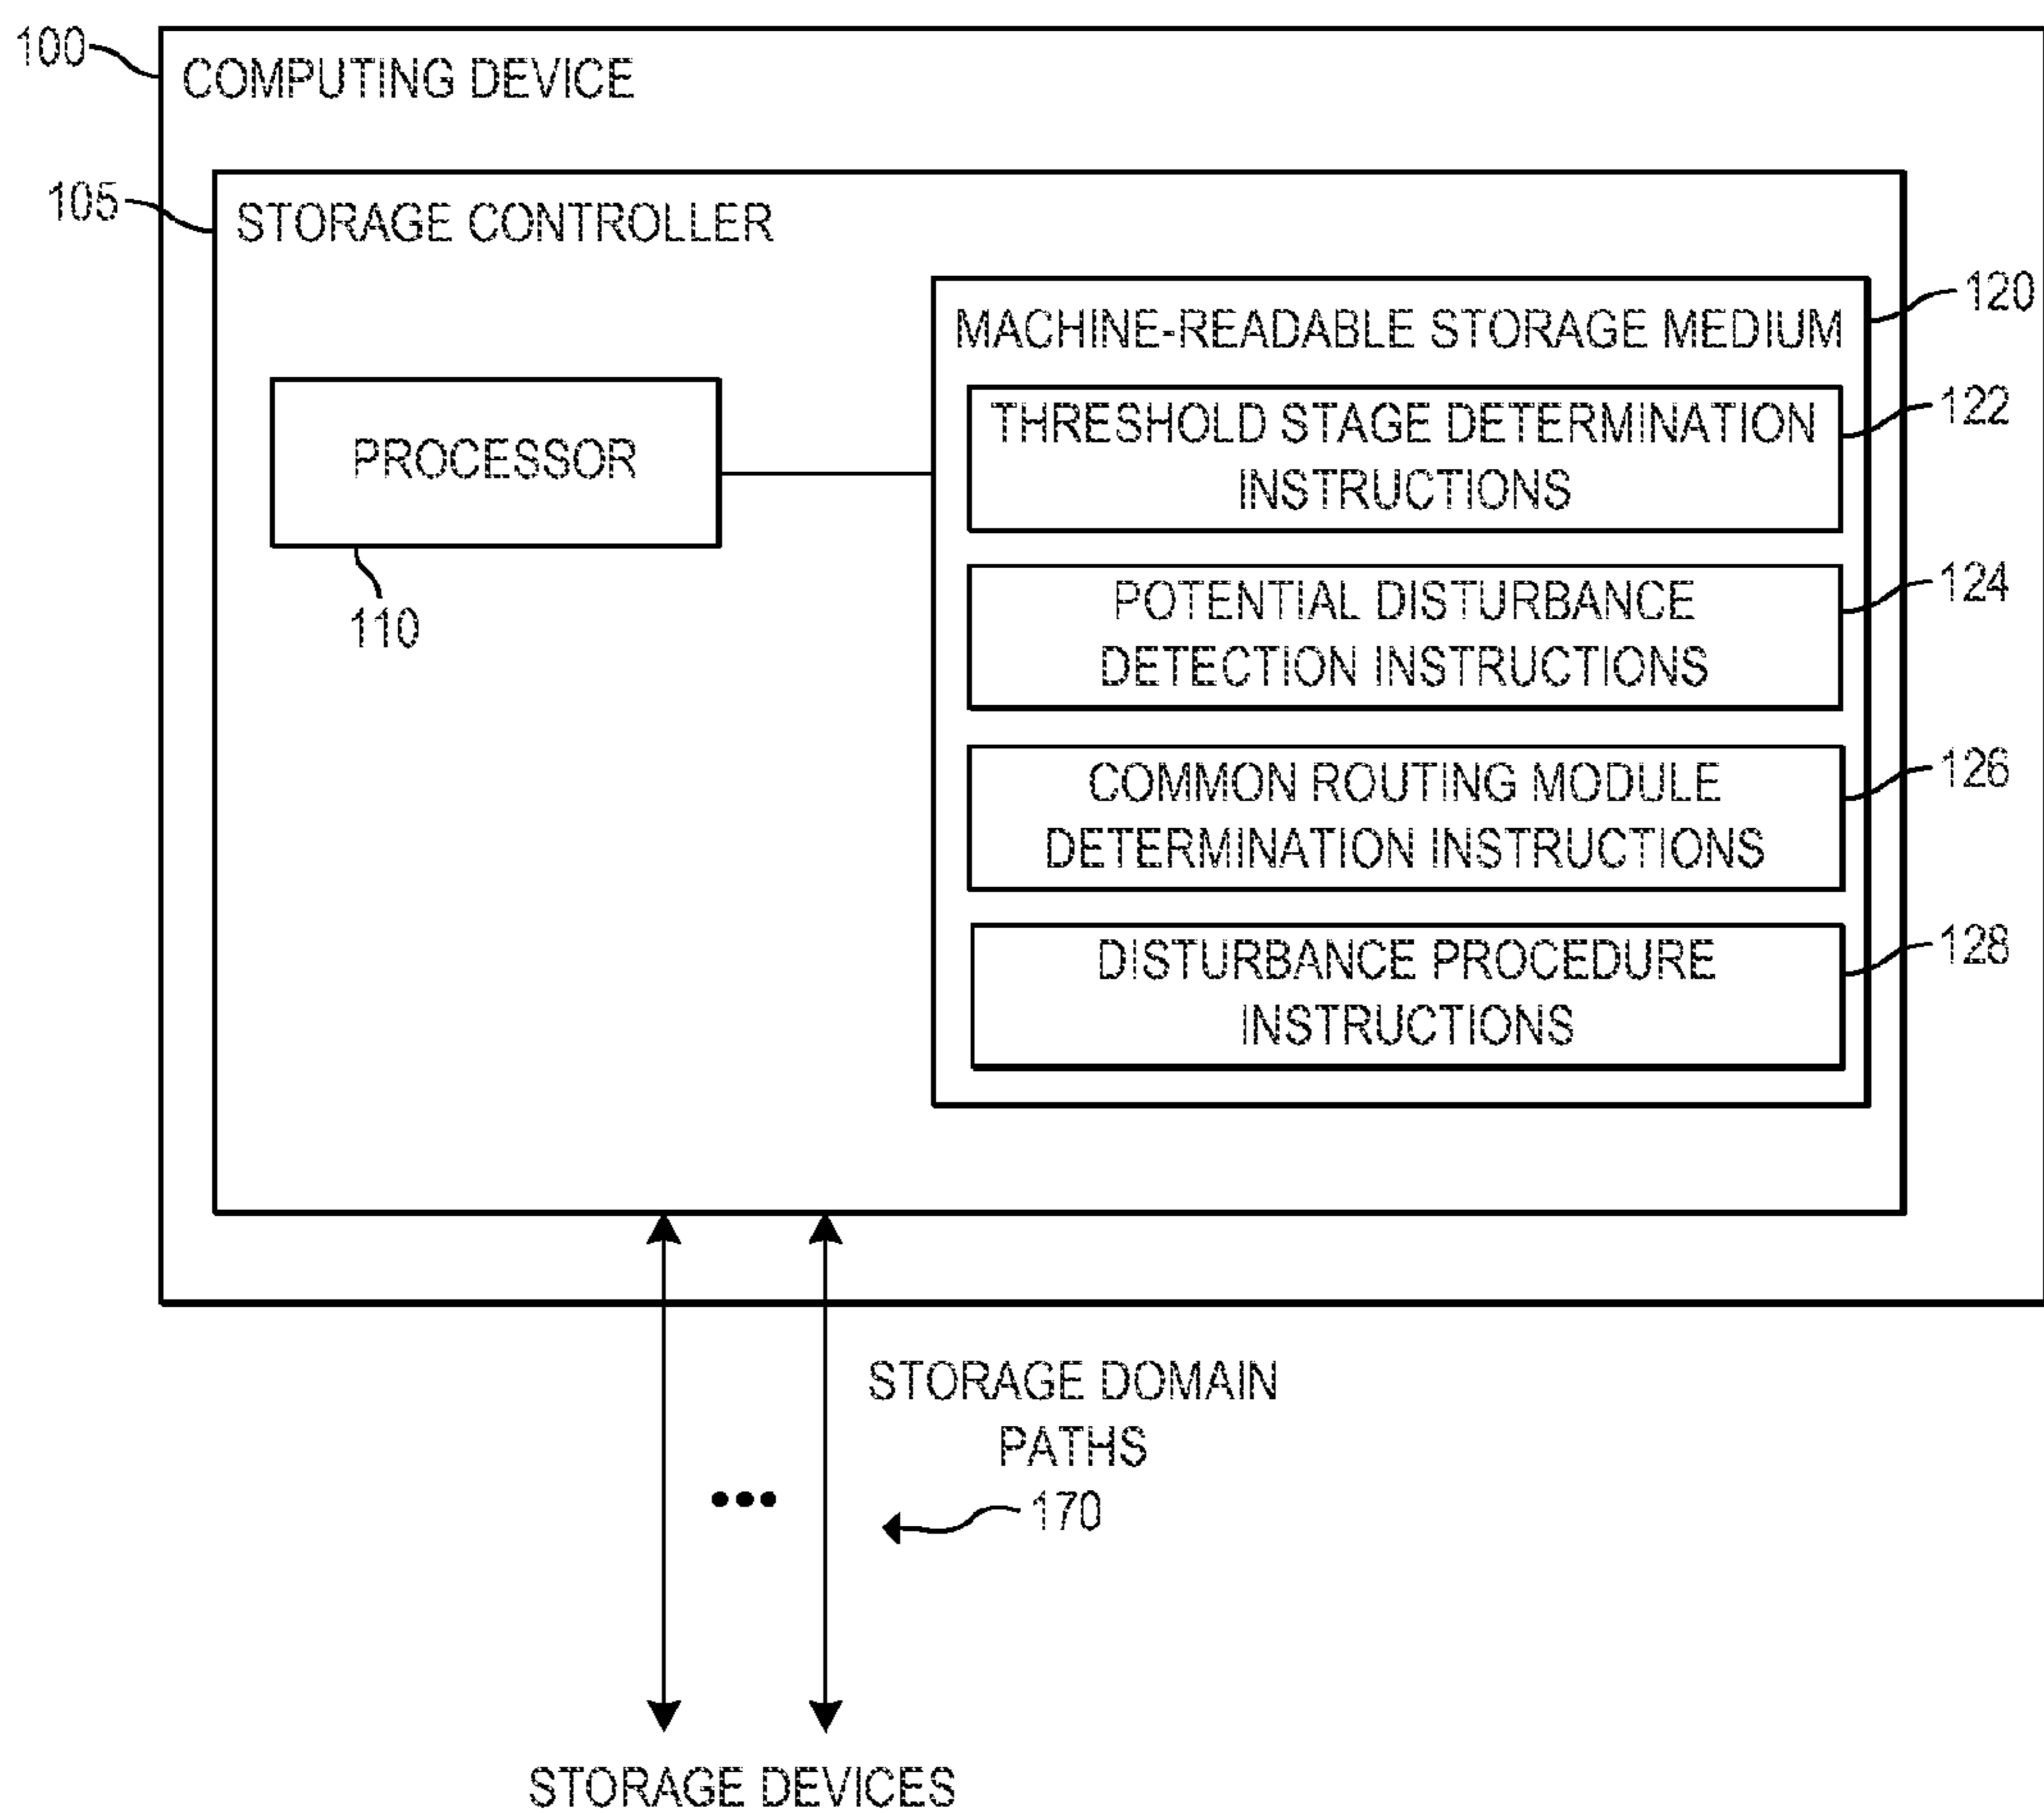 100
COMPUTING DEVICE
105
STORAGE CONTROLLER
120
MACHINE-READABLE STORAGE MEDIUM
122
THRESHOLD STAGE DETERMINATION
INSTRUCTIONS
PROCESSOR
110
124
POTENTIAL DISTURBANCE
DETECTION INSTRUCTIONS
126
COMMON ROUTING MODULE
DETERMINATION INSTRUCTIONS
128
DISTURBANCE PROCEDURE
INSTRUCTIONS
STORAGE DOMAIN
PATHS
170
STORAGE DEVICES